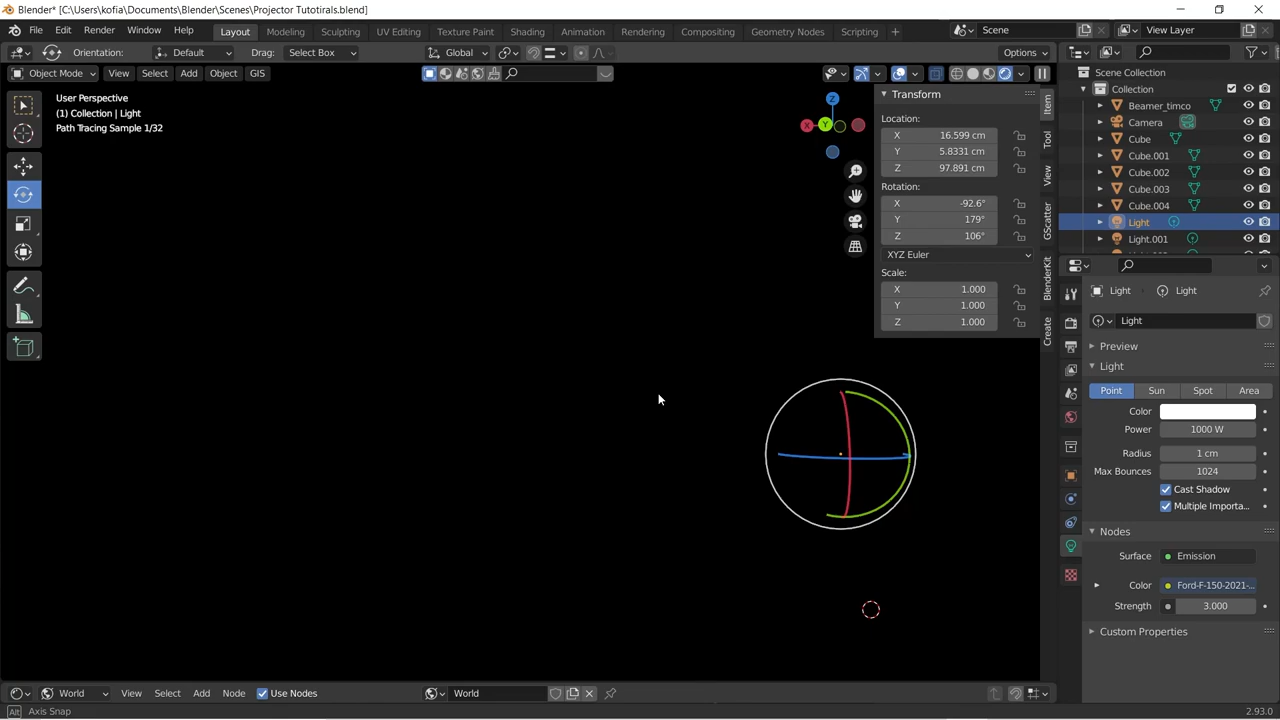 Blender* [C:\Users\kofia\Documents\Blender\Scenes\Projector Tutotirals.blend]
File Edit Render Window Help Layout Modeling Sculpting UV Editing Texture Paint Shading Animation Rendering Compositing Geometry Nodes Scripting + Scene View Layer
Orientation: Default Drag: Select Box Global Options
Object Mode View Select Add Object GIS
User Perspective
(1) Collection | Light
Path Tracing Sample 1/32
Z
X
Y
Transform
Location:
X 16.599 cm
Y 5.8331 cm
Z 97.891 cm
Rotation:
X -92.6°
Y 179°
Z 106°
XYZ Euler
Scale:
X 1.000
Y 1.000
Z 1.000
Item
Tool
View
GScatter
BlenderKit
Create
Scene Collection
Collection
Beamer_timco
Camera
Cube
Cube.001
Cube.002
Cube.003
Cube.004
Light
Light.001
Light Light
Light
Preview
Light
Point Sun Spot Area
Color
Power 1000 W
Radius 1 cm
Max Bounces 1024
Cast Shadow
Multiple Importa...
Nodes
Surface Emission
Color Ford-F-150-2021-...
Strength 3.000
Custom Properties
World View Select Add Node Use Nodes World
Alt Axis Snap 2.93.0